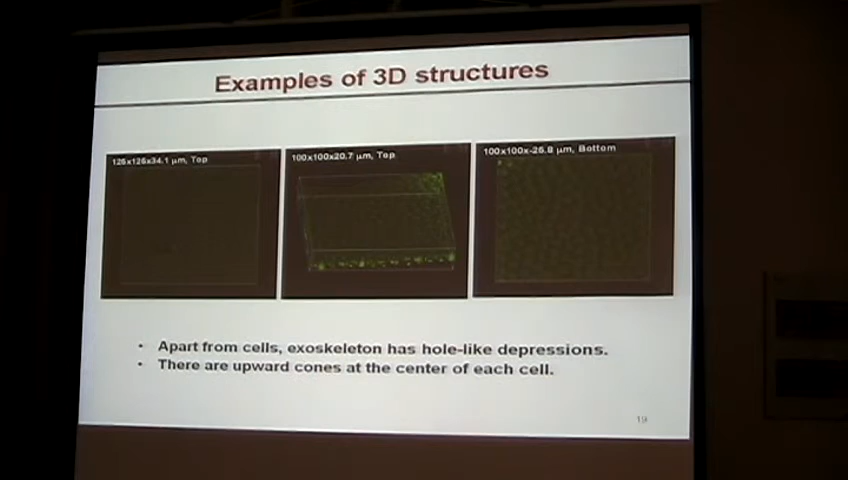 Examples of 3D structures
126x126x34.1 µm, Top
100x100x20.7 µm, Top
100x100x-26.8 µm, Bottom
• Apart from cells, exoskeleton has hole-like depressions.
• There are upward cones at the center of each cell.
19